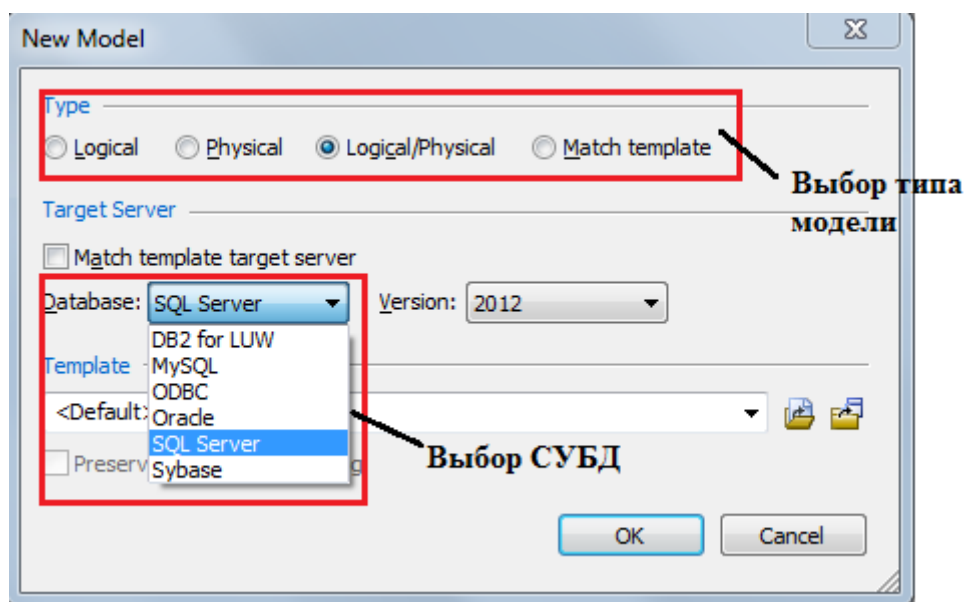 New Model
Type
Logical Physical Logical/Physical Match template
Выбор типа
модели
Target Server
Match template target server
Database: SQL Server Version: 2012
DB2 for LUW
MySQL
ODBC
Oracle
SQL Server
Sybase
Template
<Default>
Выбор СУБД
Preserv
OK Cancel